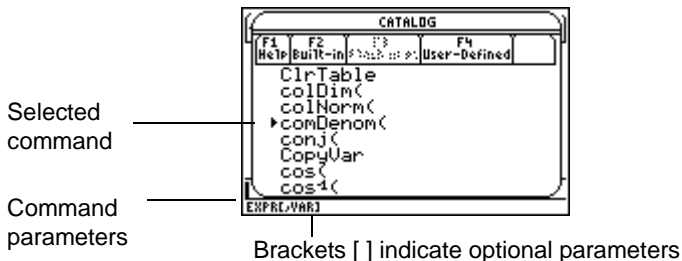 CATALOG
F1 F2 F3 F4
Help Built-in User-Defined
ClrTable
colDim(
colNorm(
Selected
command
▸comDenom(
conj(
CopyVar
cos(
cos⁻¹(
Command
parameters
EXPR[,VAR]
Brackets [ ] indicate optional parameters